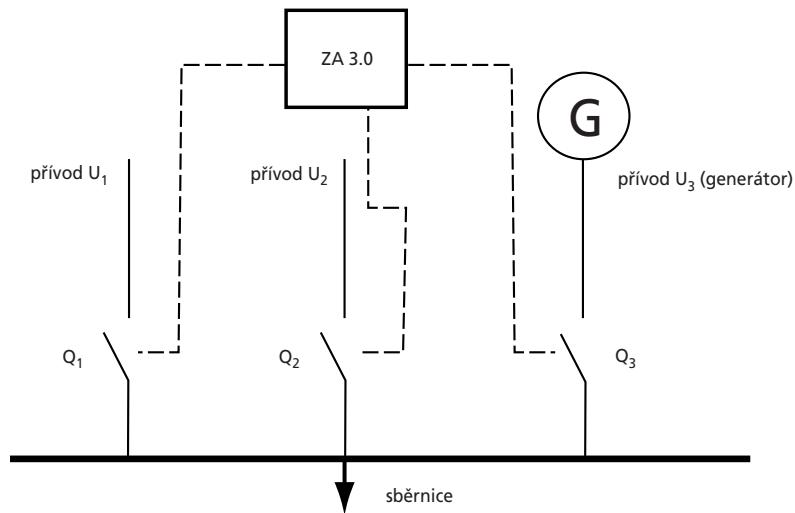 ZA 3.0
G
přívod U₁
přívod U₂
přívod U₃ (generátor)
Q₁
Q₂
Q₃
sběrnice